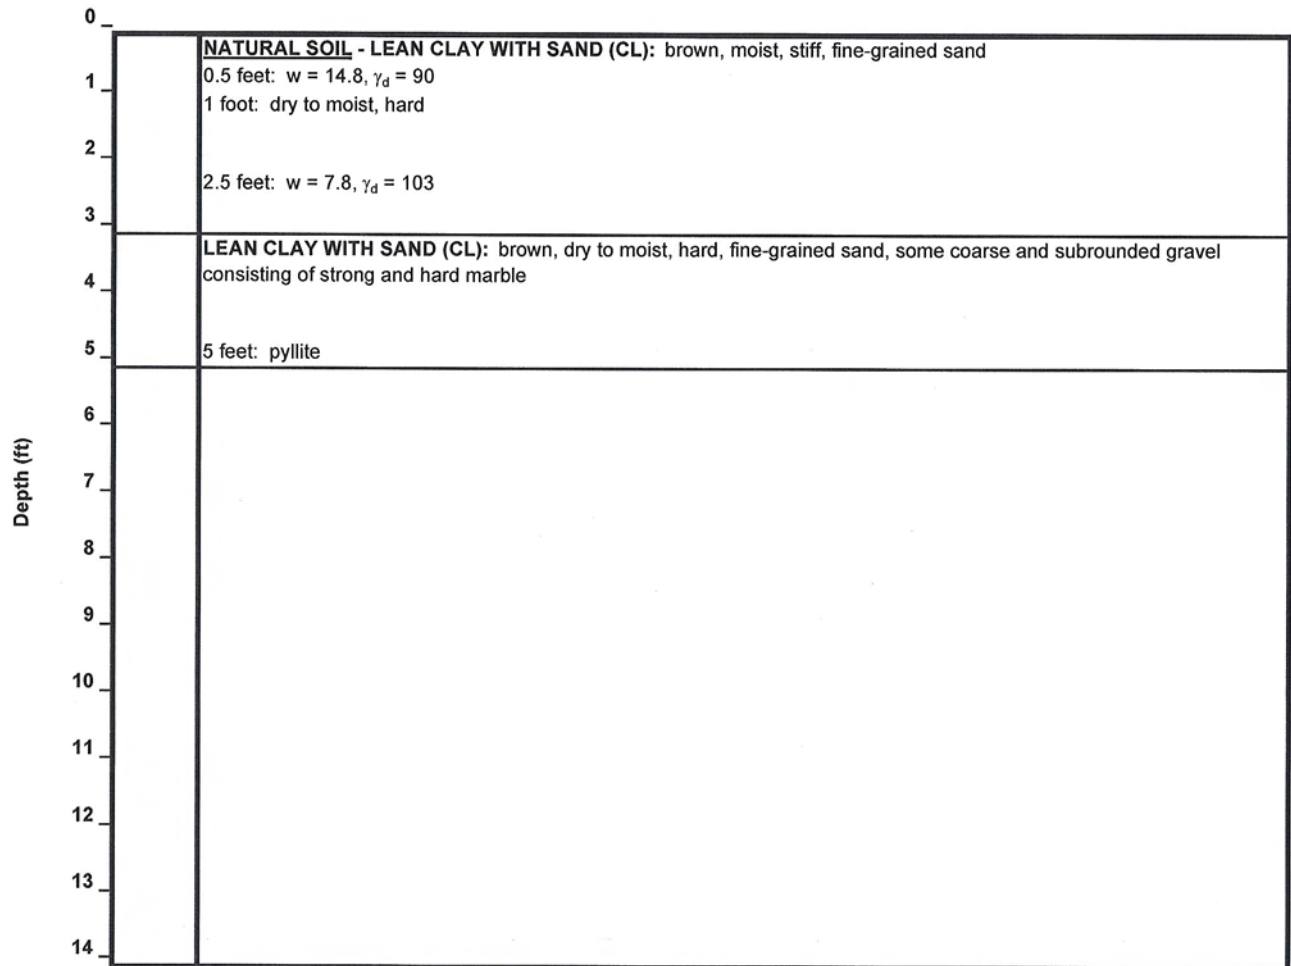 0
NATURAL SOIL - LEAN CLAY WITH SAND (CL): brown, moist, stiff, fine-grained sand
0.5 feet: w = 14.8, γd = 90
1
1 foot: dry to moist, hard
2
2.5 feet: w = 7.8, γd = 103
3
LEAN CLAY WITH SAND (CL): brown, dry to moist, hard, fine-grained sand, some coarse and subrounded gravel
consisting of strong and hard marble
4
5
5 feet: pyllite
6
Depth (ft)
7
8
9
10
11
12
13
14